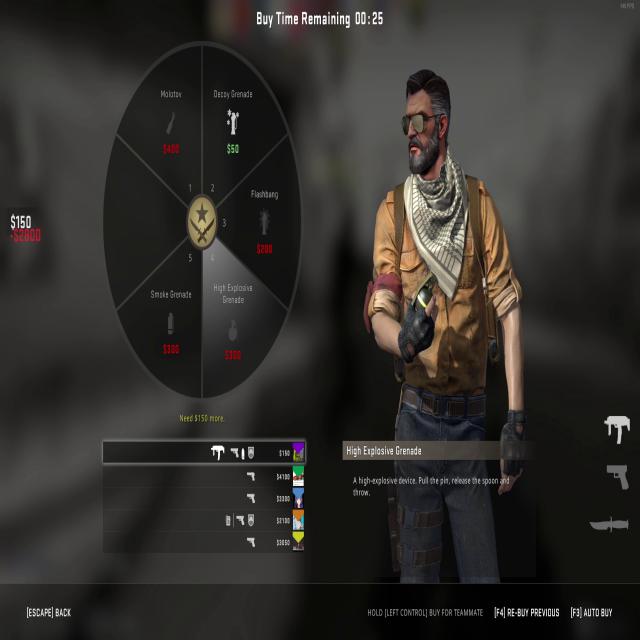 Buy Time Remaining 00:25
Molotov
$400
Decoy Grenade
$50
Flashbang
$200
High Explosive
Grenade
$300
Smoke Grenade
$300
1
2
3
4
5
$150
-$2800
Need $150 more.
$150
$4100
$3300
$2100
$3050
High Explosive Grenade
A high-explosive device. Pull the pin, release the spoon and
throw.
[ESCAPE] BACK
HOLD [LEFT CONTROL] BUY FOR TEAMMATE
[F4] RE-BUY PREVIOUS
[F3] AUTO BUY